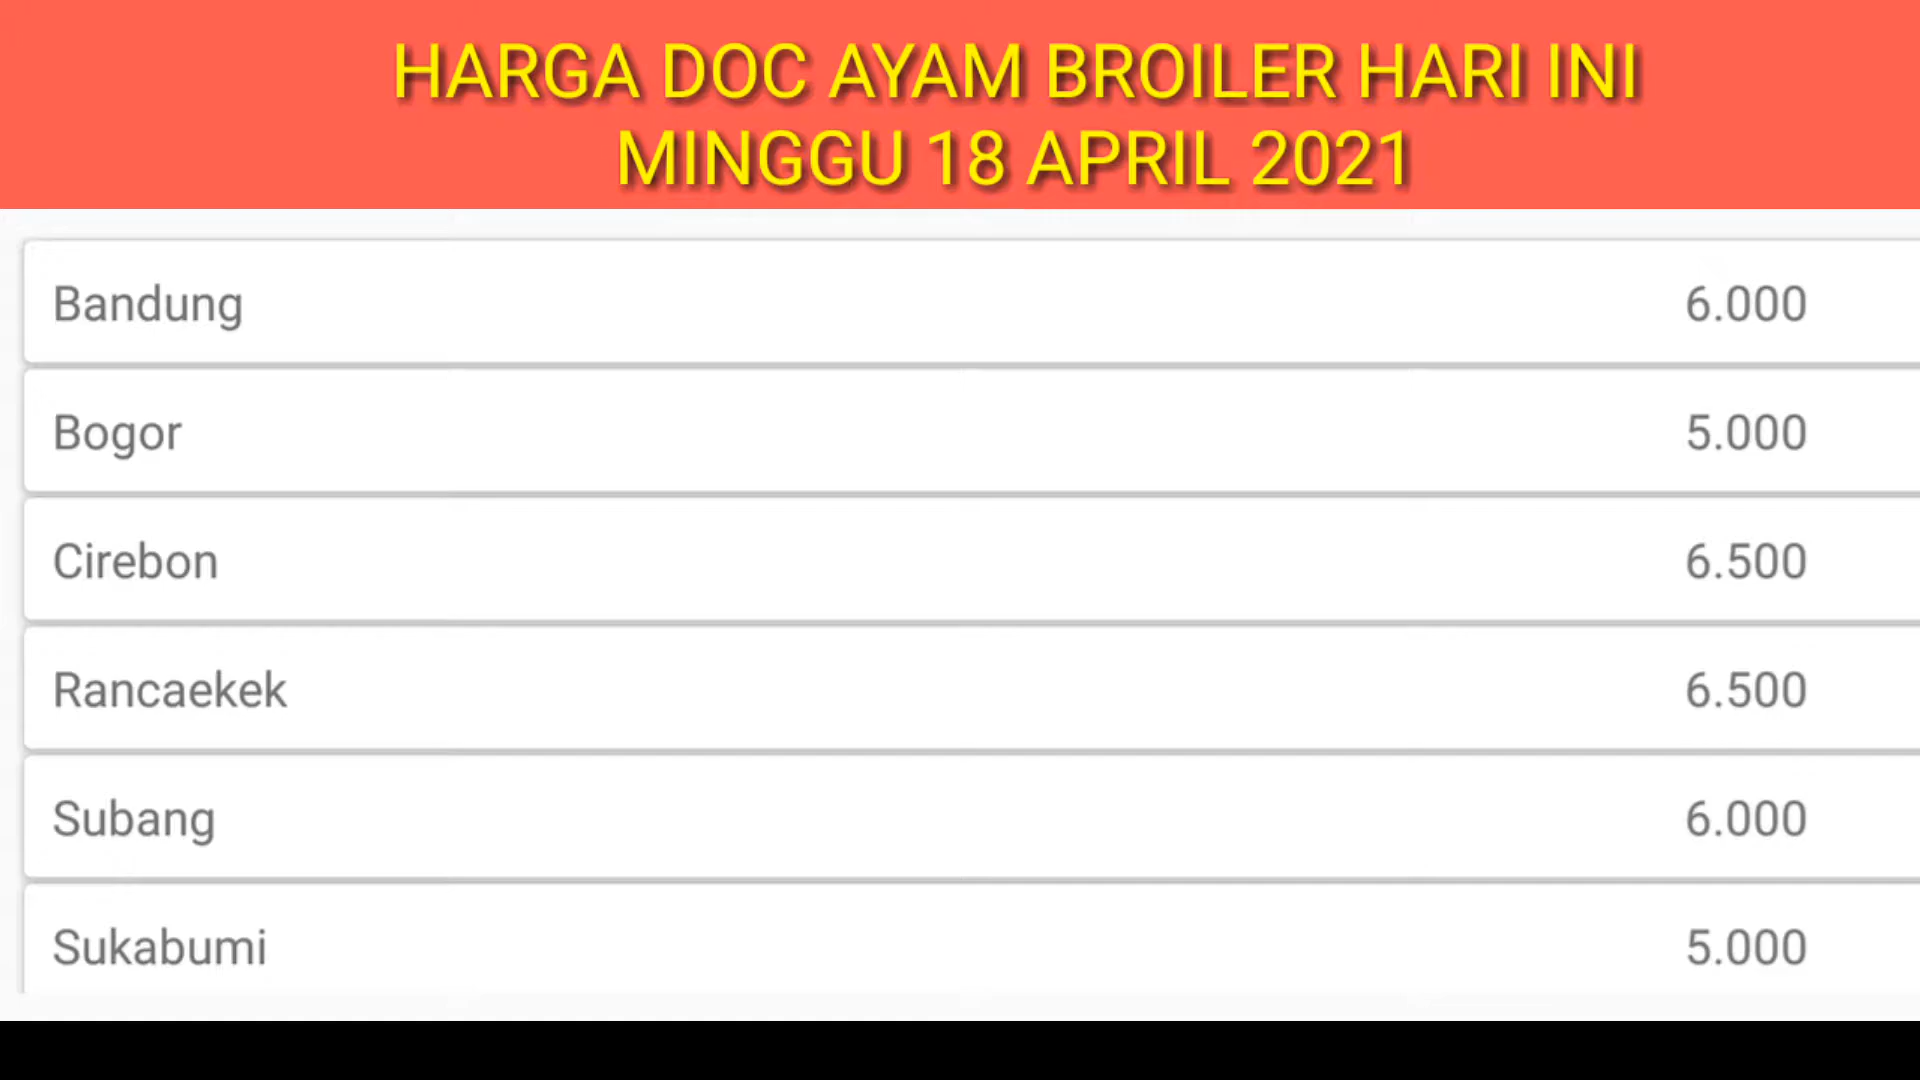 HARGA DOC AYAM BROILER HARI INI
MINGGU 18 APRIL 2021
Bandung 6.000
Bogor 5.000
Cirebon 6.500
Rancaekek 6.500
Subang 6.000
Sukabumi 5.000